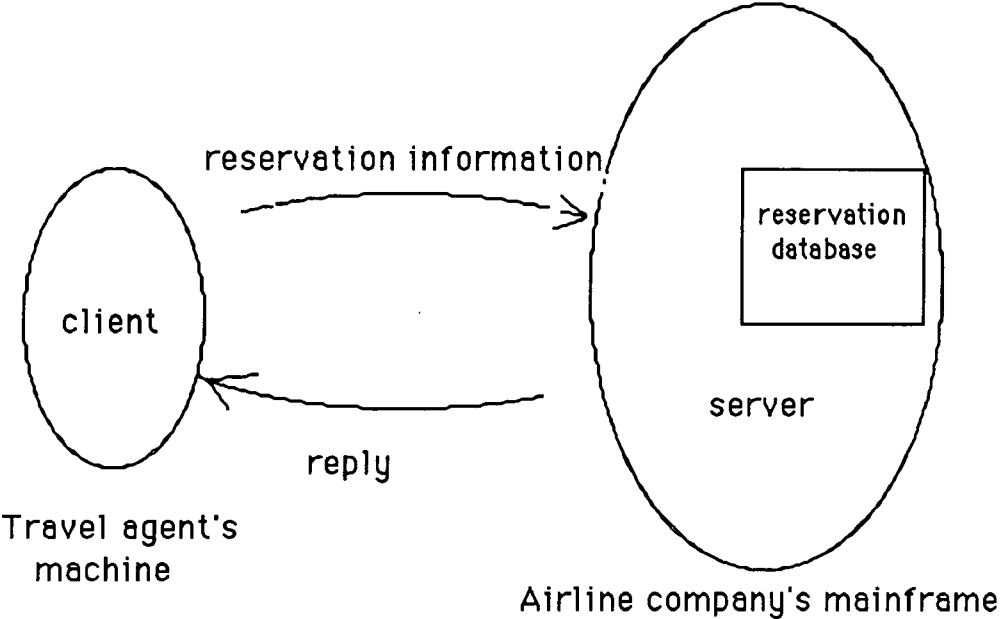 reservation information
reservation
database
client
server
reply
Travel agent's
machine
Airline company's mainframe